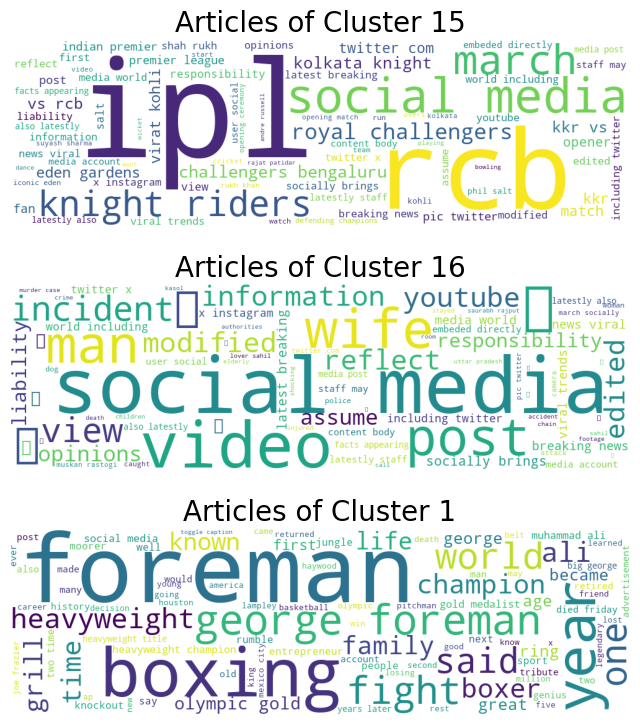 Articles of Cluster 15
indian premier shah rukh opinions twitter com march embeded directly media post
first premier league kolkata knight staff may
reflect video start latest breaking world including
post media world responsibility social media
facts appearing ipl
vs rcb virat kohli salt user social opening ceremony andre russell
liability opening match run kolkata youtube kkr vs
also latestly royal challengers opener
information cricket content body rcb edited
suyash sharma team users playing
news viral twitter x assume including twitter
media account want cricket rajat patidar bowling
dance eden gardens challengers bengaluru
iconic eden x instagram view rukh khan socially brings phil salt kkr
knight riders latestly staff kohli match
fan breaking news pic twitter modified
latestly also viral trends watch defending champions
Articles of Cluster 16
murder case kasol
crime twitter x information youtube latestly also woman
incident x instagram march socially
world including authorities wife media world saurabh rajput
man modified latest breaking embeded directly news viral
liability user social lover sahil reflect responsibility
dog elderly twitter com stayed room uttar pradesh
shocking media post staff may pic twitter camera viral trends edited
social media
police
view death children assume including twitter accident chain
also latestly injured content body
opinions video facts appearing post breaking news footage
latestly staff sahil attack
muskan rastogi caught call socially brings media account
Articles of Cluster 1
post social media toggle caption came returned death belt muhammad ali learned
ever moorer well known first jungle life george ali big george
foreman world man may retired
also made would haywood became friend
many young america champion advertisement
career history decision going houston lampley basketball olympic pitchman gold medalist age died friday lost
heavyweight george foreman year one
grill heavyweight title rumble win good next know x
two time time heavyweight champion entrepreneur family ring legendary
joe frazier boxing old viking mexico city account people second said sport tribute
losing boxer million
ap fight genius two
knockout new say olympic gold years later rest great five